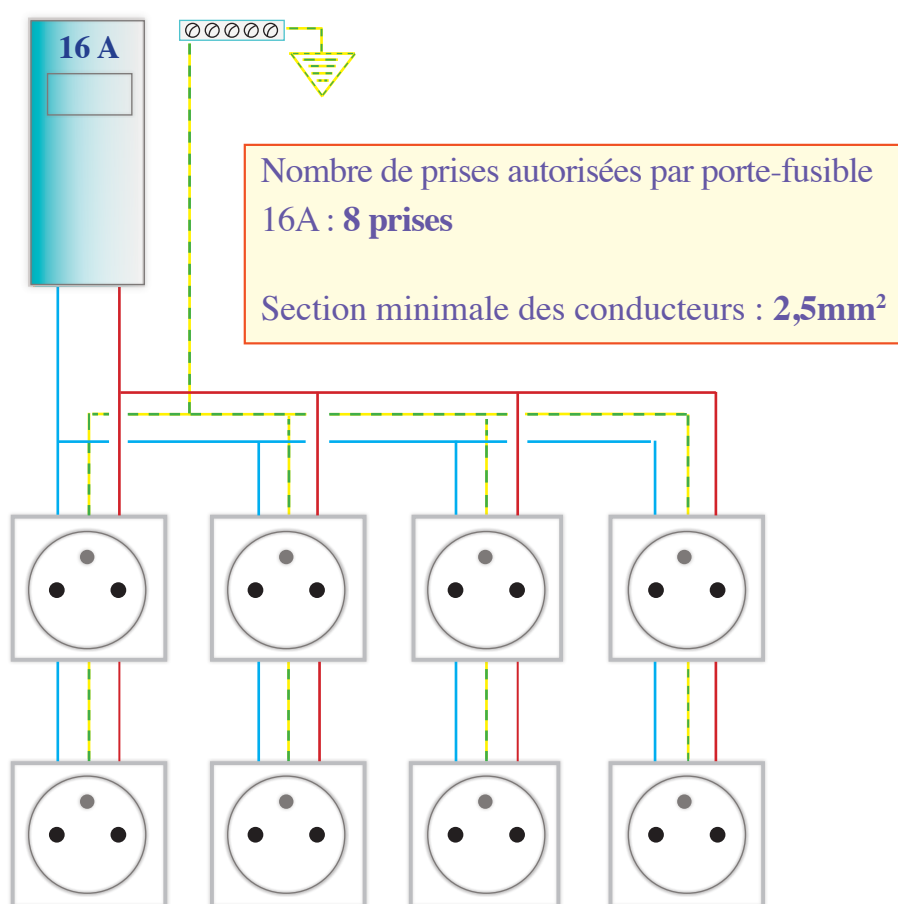 16 A
Nombre de prises autorisées par porte-fusible
16A : 8 prises
Section minimale des conducteurs : 2,5mm²